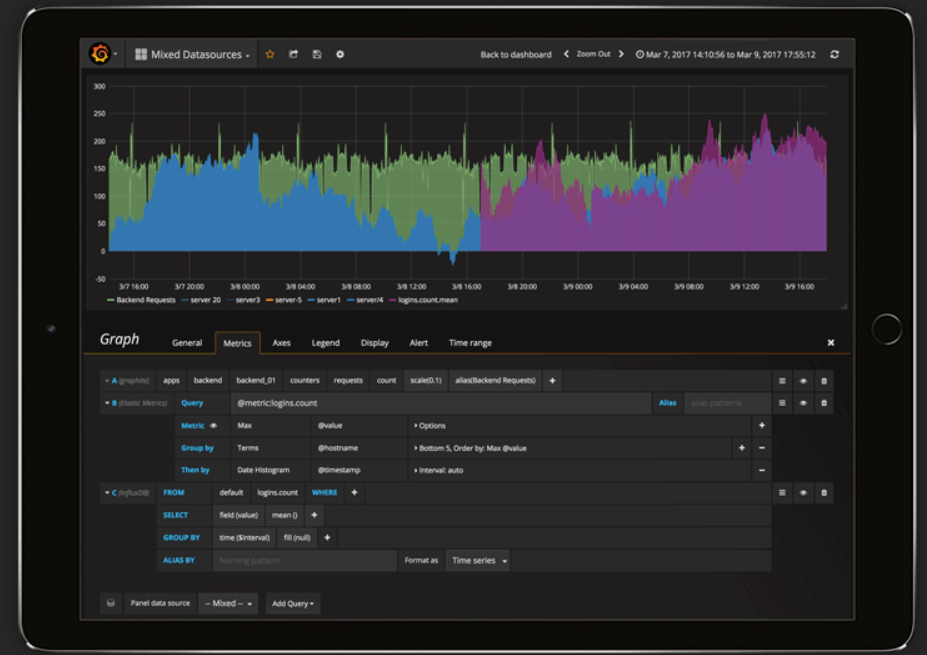 Mixed Datasources Back to dashboard Zoom Out Mar 7, 2017 14:10:56 to Mar 9, 2017 17:55:12
300
250
200
150
100
50
0
-50
3/7 16:00 3/7 20:00 3/8 00:00 3/8 04:00 3/8 08:00 3/8 12:00 3/8 16:00 3/8 20:00 3/9 00:00 3/9 04:00 3/9 08:00 3/9 12:00 3/9 16:00
Backend Requests server 20 server3 server-5 server1 server/4 logins.count.mean
Graph General Metrics Axes Legend Display Alert Time range
A (graphite) apps backend backend_01 counters requests count scale(0.1) alias(Backend Requests) +
B (Elastic Metrics) Query @metric:logins.count Alias alias patterns
Metric Max @value Options +
Group by Terms @hostname Bottom 5, Order by: Max @value + −
Then by Date Histogram @timestamp Interval: auto −
C (InfluxDB) FROM default logins.count WHERE +
SELECT field (value) mean () +
GROUP BY time ($interval) fill (null) +
ALIAS BY Naming pattern Format as Time series
Panel data source -- Mixed -- Add Query